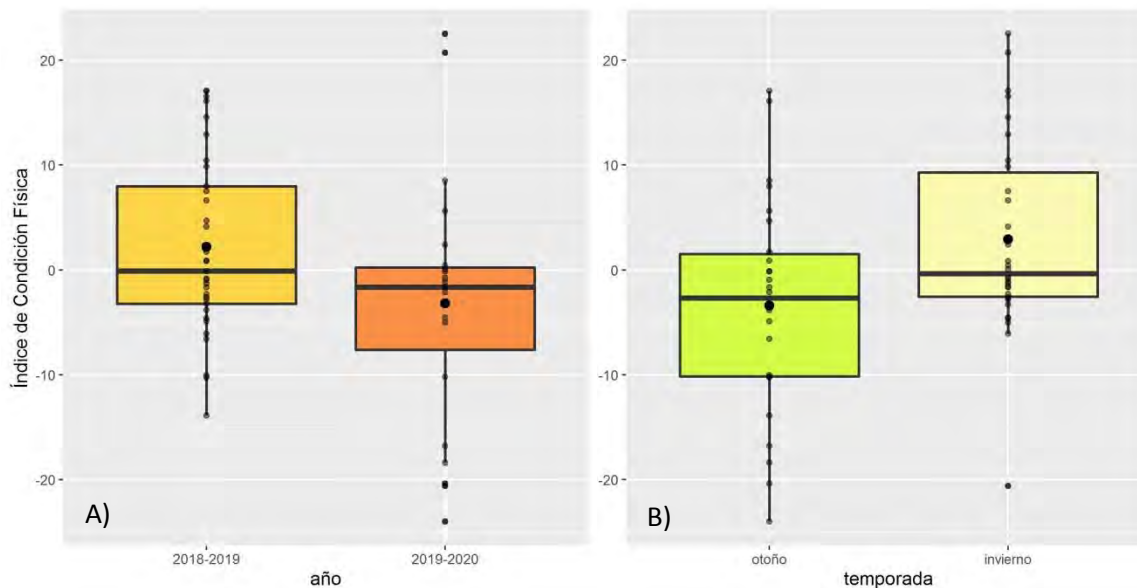 Índice de Condición Física
20
10
0
-10
-20
A)
2018-2019
2019-2020
año
20
10
0
-10
-20
B)
otoño
invierno
temporada